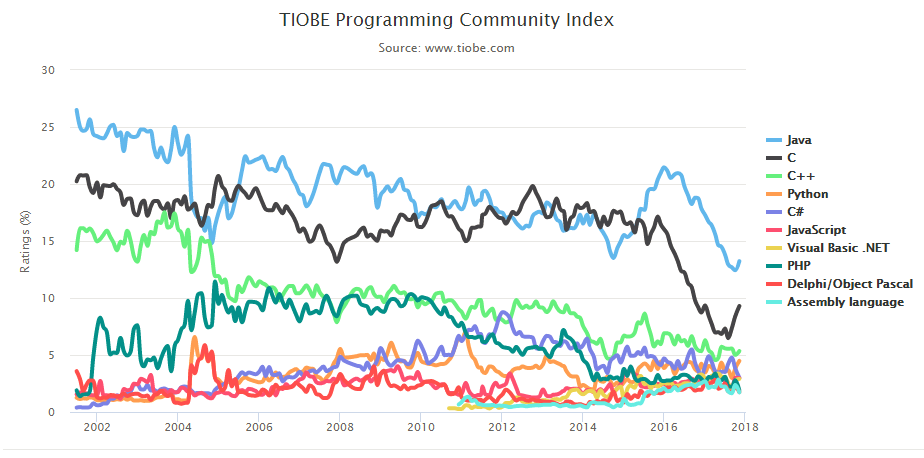 TIOBE Programming Community Index
Source: www.tiobe.com
Ratings (%)
30
25
20
15
10
5
0
2002 2004 2006 2008 2010 2012 2014 2016 2018
Java
C
C++
Python
C#
JavaScript
Visual Basic .NET
PHP
Delphi/Object Pascal
Assembly language